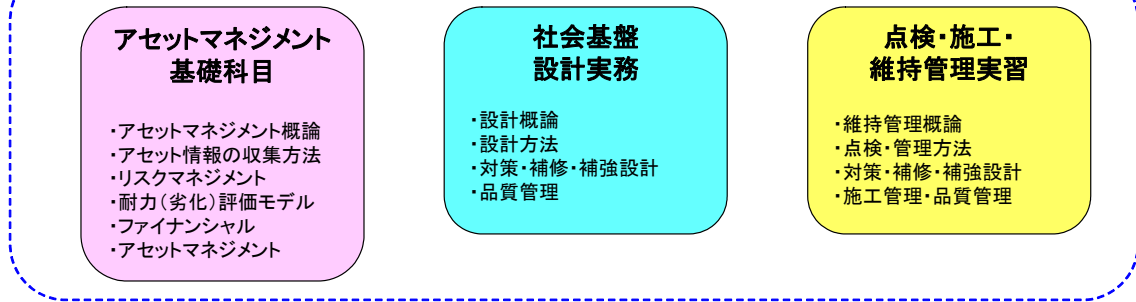 アセットマネジメント
基礎科目
・アセットマネジメント概論
・アセット情報の収集方法
・リスクマネジメント
・耐力(劣化)評価モデル
・ファイナンシャル
・アセットマネジメント
社会基盤
設計実務
・設計概論
・設計方法
・対策・補修・補強設計
・品質管理
点検・施工・
維持管理実習
・維持管理概論
・点検・管理方法
・対策・補修・補強設計
・施工管理・品質管理